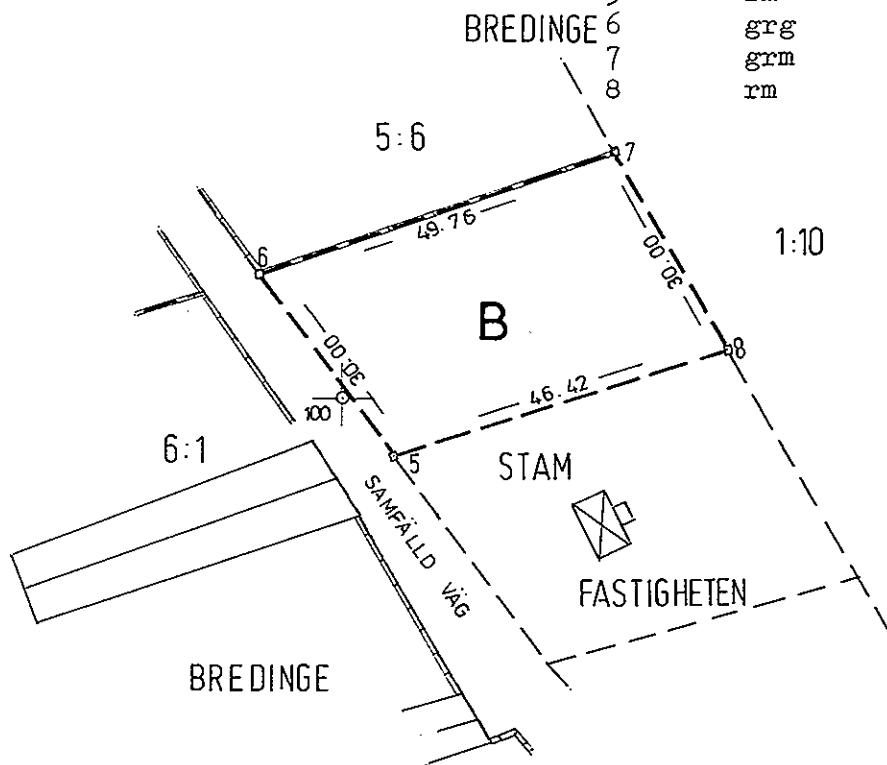 BREDINGE
6 grg
7 grm
8 rm
5:6
7
49.76
6
30.00
1:10
B
8
30.00
46.42
100
5
6:1
STAM
SAMFÄLLD VÄG
FASTIGHETEN
BREDINGE